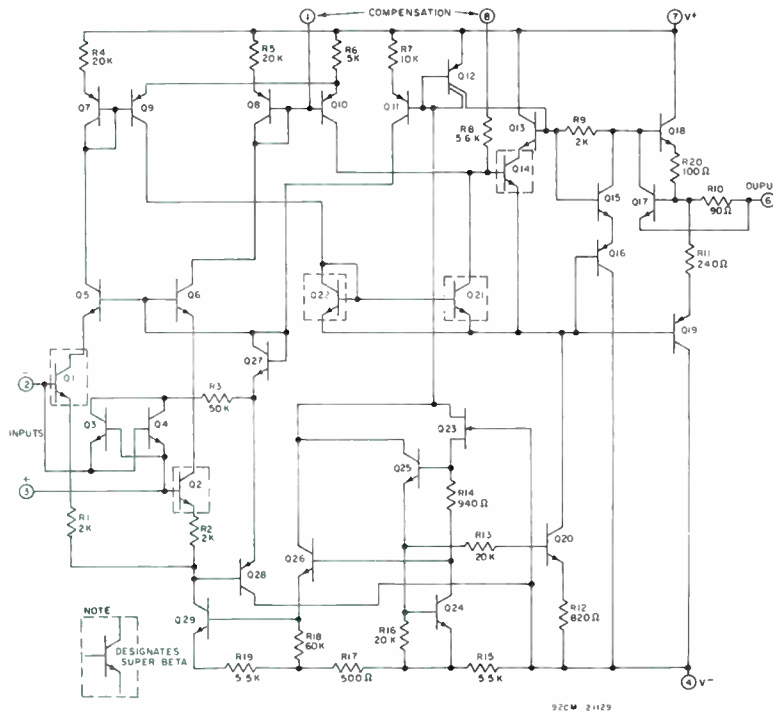 1 COMPENSATION 8
7 V+
R4
20K
R5
20K
R6
5K
R7
10K
Q12
Q7
Q9
Q8
Q10
Q11
R8
5.6K
Q13
R9
2K
Q18
Q14
R20
100Ω
Q15
Q17
R10
90Ω
OUPUT
6
Q16
R11
240Ω
Q5
Q6
Q22
Q21
Q19
Q27
Q1
−
2
R3
50K
Q3
Q4
INPUTS
Q23
Q25
+
3
Q2
R14
940Ω
R1
2K
R2
2K
R13
20K
Q20
Q26
Q28
NOTE
Q24
R12
820Ω
Q29
DESIGNATES
SUPER BETA
R18
60K
R16
20K
R19
5.5K
R17
500Ω
R15
5.5K
4 V−
92CM 21129